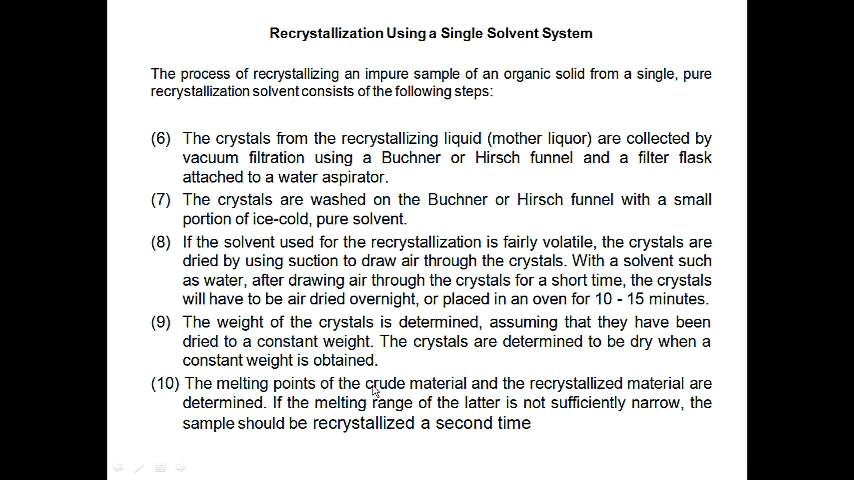 Recrystallization Using a Single Solvent System
The process of recrystallizing an impure sample of an organic solid from a single, pure
recrystallization solvent consists of the following steps:
(6) The crystals from the recrystallizing liquid (mother liquor) are collected by
vacuum filtration using a Buchner or Hirsch funnel and a filter flask
attached to a water aspirator.
(7) The crystals are washed on the Buchner or Hirsch funnel with a small
portion of ice-cold, pure solvent.
(8) If the solvent used for the recrystallization is fairly volatile, the crystals are
dried by using suction to draw air through the crystals. With a solvent such
as water, after drawing air through the crystals for a short time, the crystals
will have to be air dried overnight, or placed in an oven for 10 - 15 minutes.
(9) The weight of the crystals is determined, assuming that they have been
dried to a constant weight. The crystals are determined to be dry when a
constant weight is obtained.
(10) The melting points of the crude material and the recrystallized material are
determined. If the melting range of the latter is not sufficiently narrow, the
sample should be recrystallized a second time